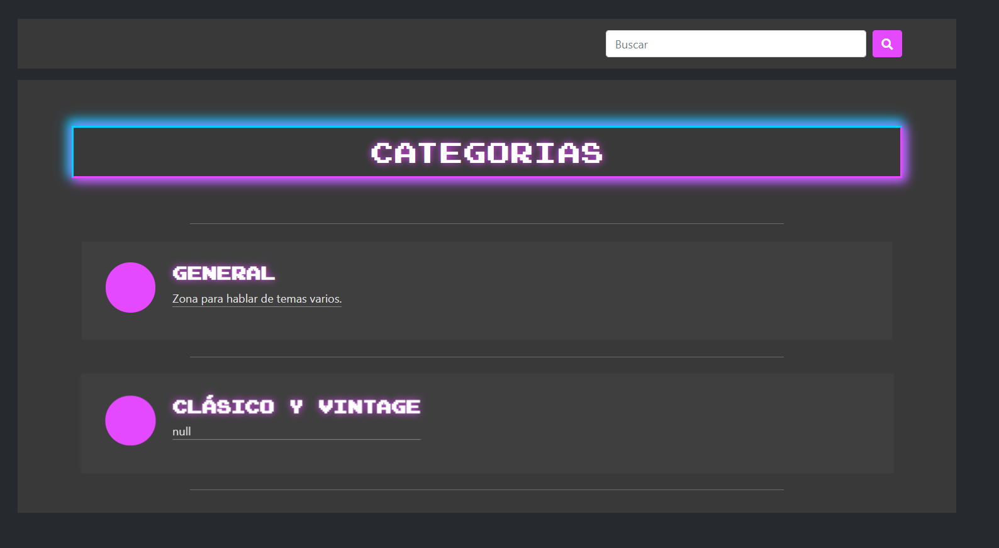 Buscar
CATEGORIAS
GENERAL
Zona para hablar de temas varios.
CLÁSICO Y VINTAGE
null